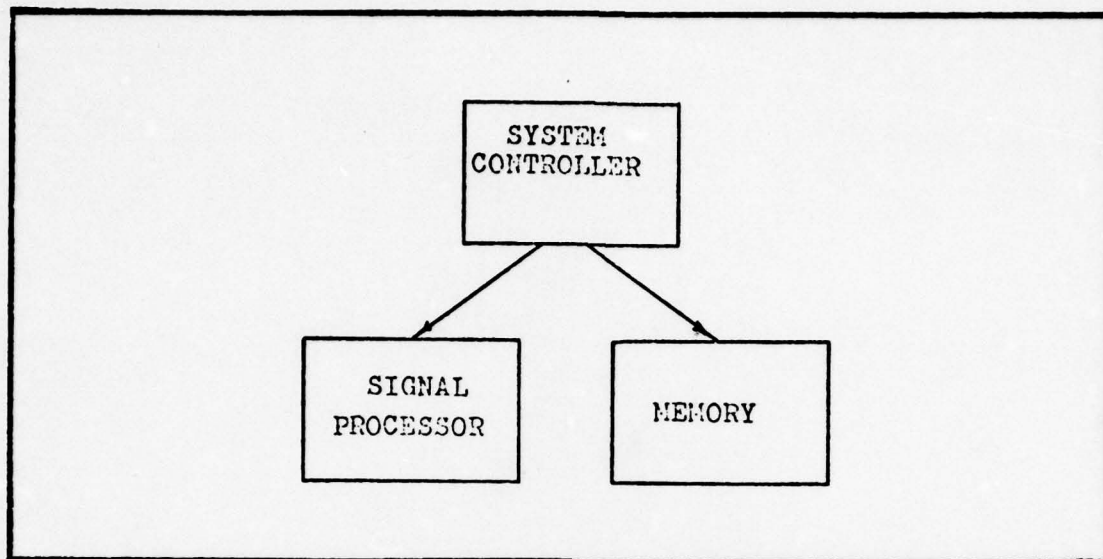 SYSTEM
CONTROLLER
SIGNAL
PROCESSOR
MEMORY